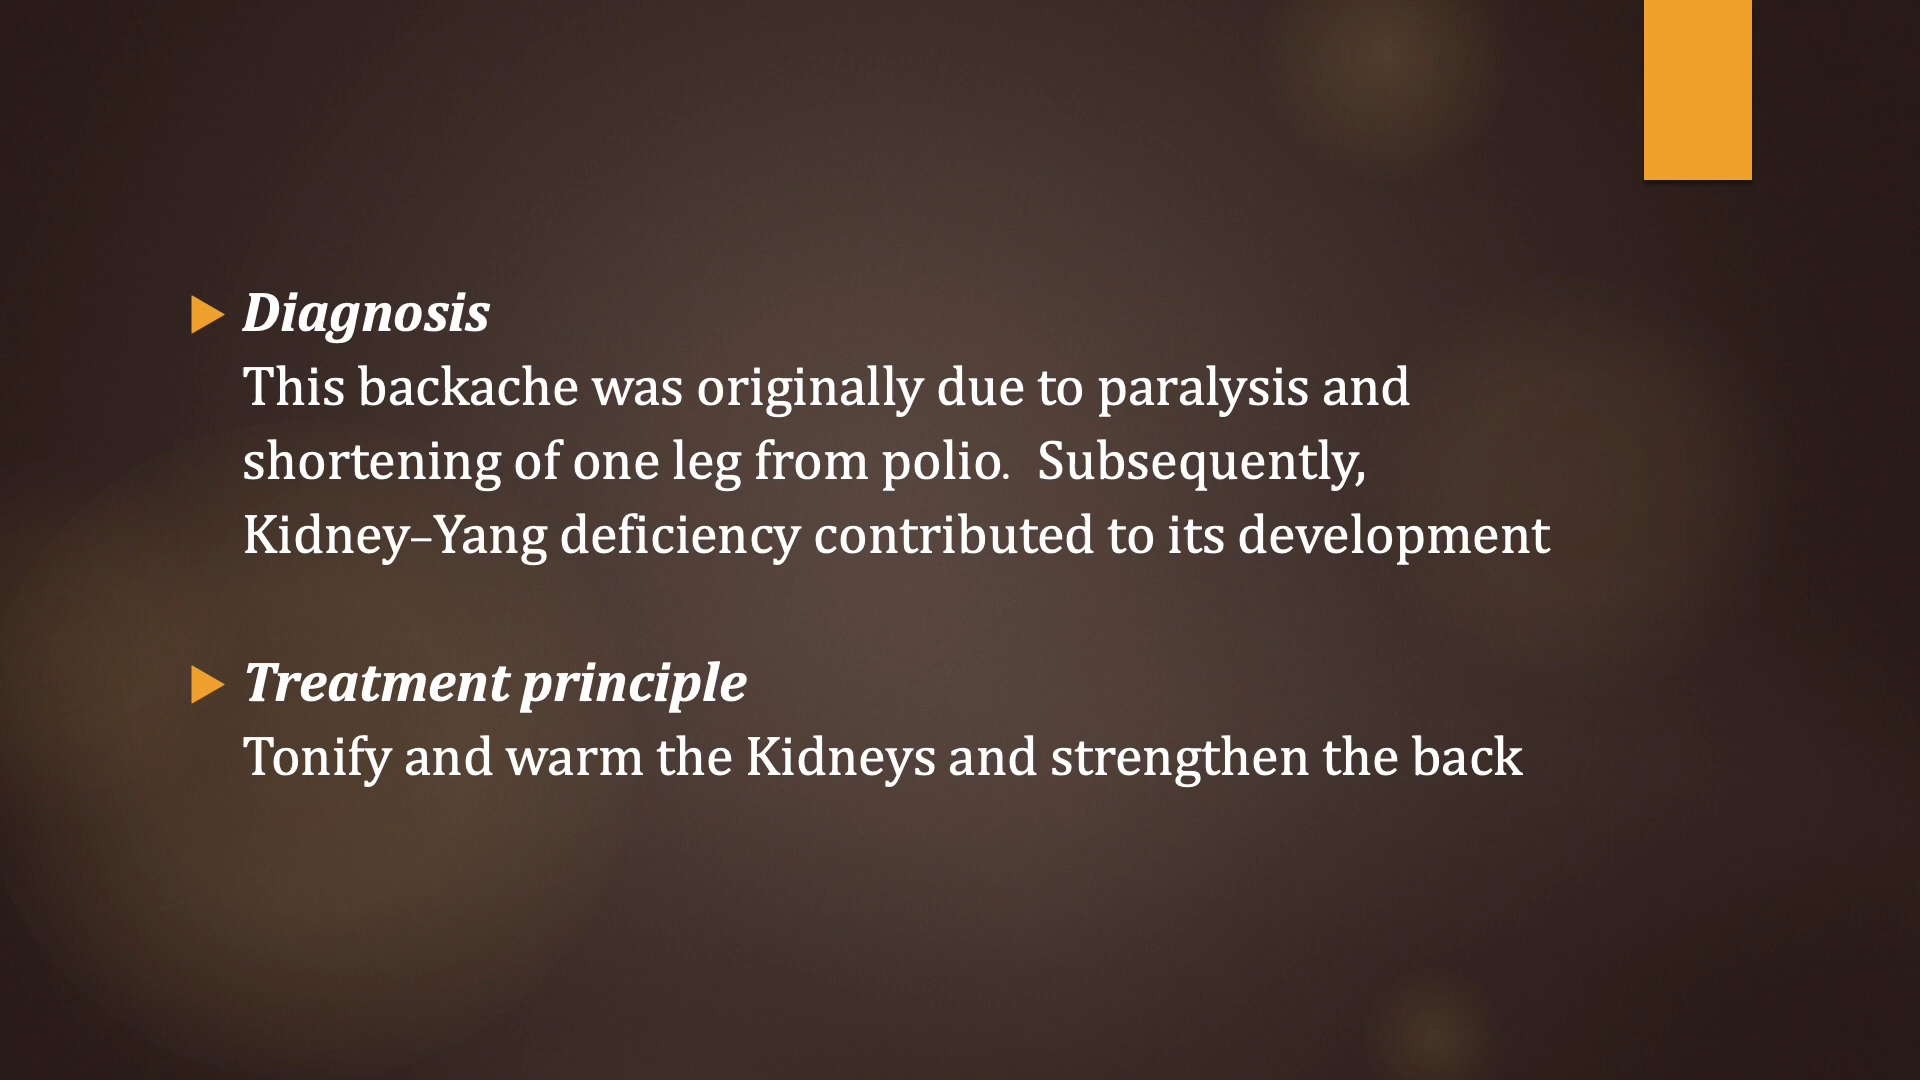 Diagnosis
This backache was originally due to paralysis and
shortening of one leg from polio.  Subsequently,
Kidney–Yang deficiency contributed to its development
Treatment principle
Tonify and warm the Kidneys and strengthen the back